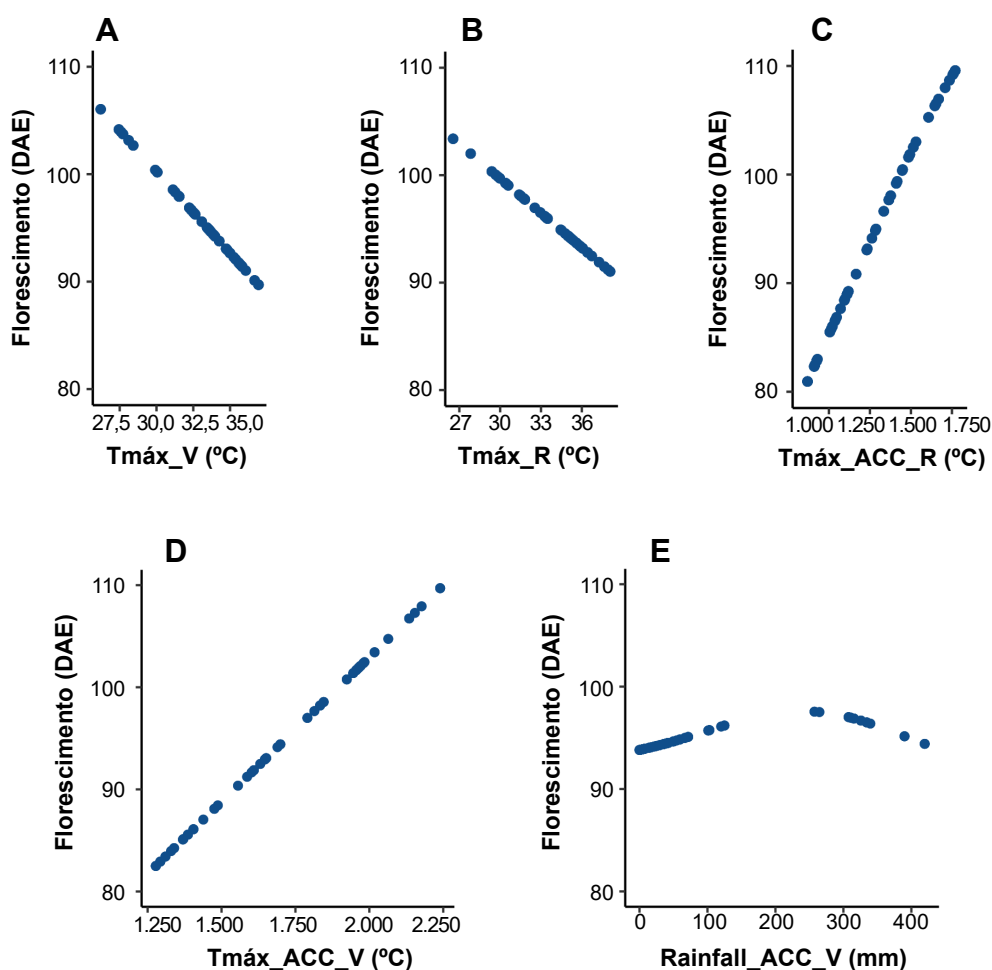 A
110
100
90
80
Florescimento (DAE)
27,5 30,0 32,5 35,0
Tmáx_V (ºC)
B
110
100
90
80
Florescimento (DAE)
27 30 33 36
Tmáx_R (ºC)
C
110
100
90
80
Florescimento (DAE)
1.000 1.250 1.500 1.750
Tmáx_ACC_R (ºC)
D
110
100
90
80
Florescimento (DAE)
1.250 1.500 1.750 2.000 2.250
Tmáx_ACC_V (ºC)
E
110
100
90
80
Florescimento (DAE)
0 100 200 300 400
Rainfall_ACC_V (mm)